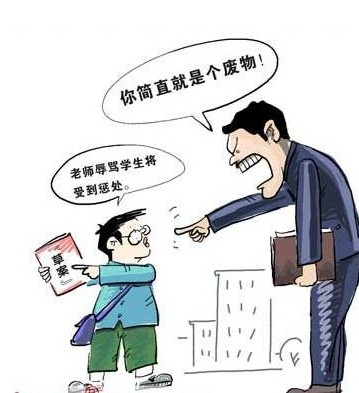 你简直就是个废物!
老师辱骂学生将
受到惩处。
草案